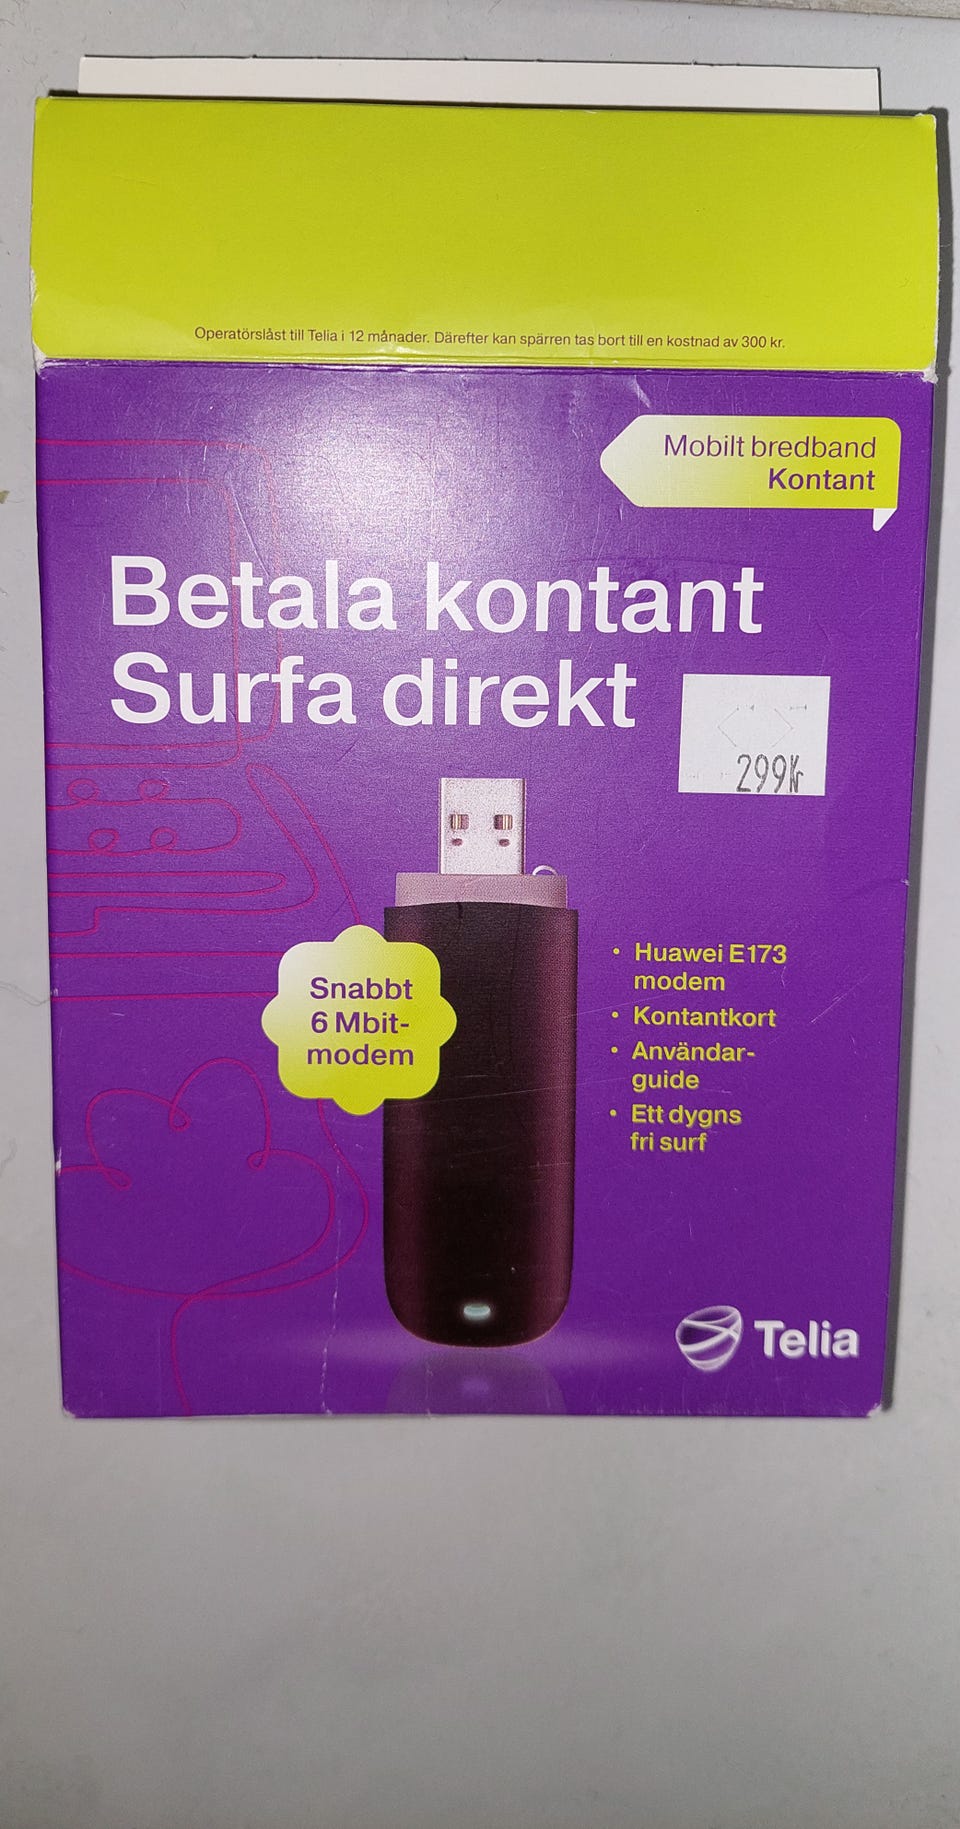 Operatörslåst till Telia i 12 månader. Därefter kan spärren tas bort till en kostnad av 300 kr.
Mobilt bredband
Kontant
Betala kontant
Surfa direkt
299Kr
Snabbt
6 Mbit-
modem
• Huawei E173
modem
• Kontantkort
• Användar-
guide
• Ett dygns
fri surf
Telia